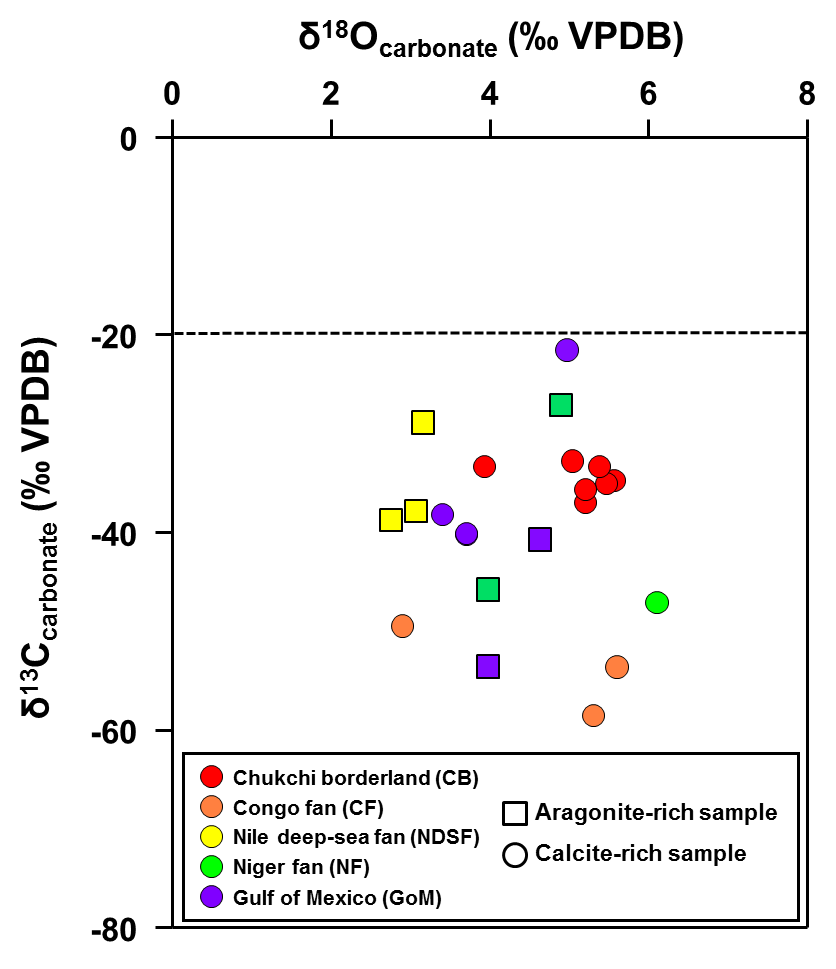 δ¹⁸Ocarbonate (‰ VPDB)
0 2 4 6 8
0
-20
-40
-60
-80
δ¹³Ccarbonate (‰ VPDB)
Chukchi borderland (CB)
Congo fan (CF)
Nile deep-sea fan (NDSF)
Niger fan (NF)
Gulf of Mexico (GoM)
Aragonite-rich sample
Calcite-rich sample